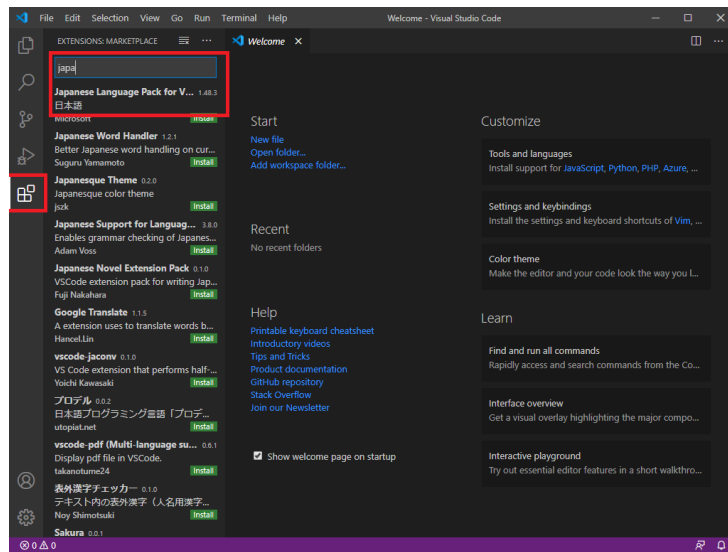 File Edit Selection View Go Run Terminal Help
Welcome - Visual Studio Code
EXTENSIONS: MARKETPLACE
japa
Japanese Language Pack for V... 1.48.3
日本語
Microsoft Install
Japanese Word Handler 1.2.1
Better Japanese word handling on cur...
Suguru Yamamoto Install
Japanesque Theme 0.2.0
Japanesque color theme
jszk Install
Japanese Support for Languag... 3.8.0
Enables grammar checking of Japanes...
Adam Voss Install
Japanese Novel Extension Pack 0.1.0
VSCode extension pack for writing Jap...
Fuji Nakahara Install
Google Translate 1.1.5
A extension uses to translate words b...
Hancel.Lin Install
vscode-jaconv 0.1.0
VS Code extension that performs half-...
Yoichi Kawasaki Install
プロデル 0.0.2
日本語プログラミング言語「プロデ...
utopiat.net Install
vscode-pdf (Multi-language su... 0.6.1
Display pdf file in VSCode.
takanotume24 Install
表外漢字チェッカー 0.1.0
テキスト内の表外漢字（人名用漢字...
Noy Shimotsuki Install
Sakura 0.0.1
Welcome
Start
New file
Open folder...
Add workspace folder...
Recent
No recent folders
Help
Printable keyboard cheatsheet
Introductory videos
Tips and Tricks
Product documentation
GitHub repository
Stack Overflow
Join our Newsletter
Show welcome page on startup
Customize
Tools and languages
Install support for JavaScript, Python, PHP, Azure, ...
Settings and keybindings
Install the settings and keyboard shortcuts of Vim, ...
Color theme
Make the editor and your code look the way you l...
Learn
Find and run all commands
Rapidly access and search commands from the Co...
Interface overview
Get a visual overlay highlighting the major compo...
Interactive playground
Try out essential editor features in a short walkthro...
0 0